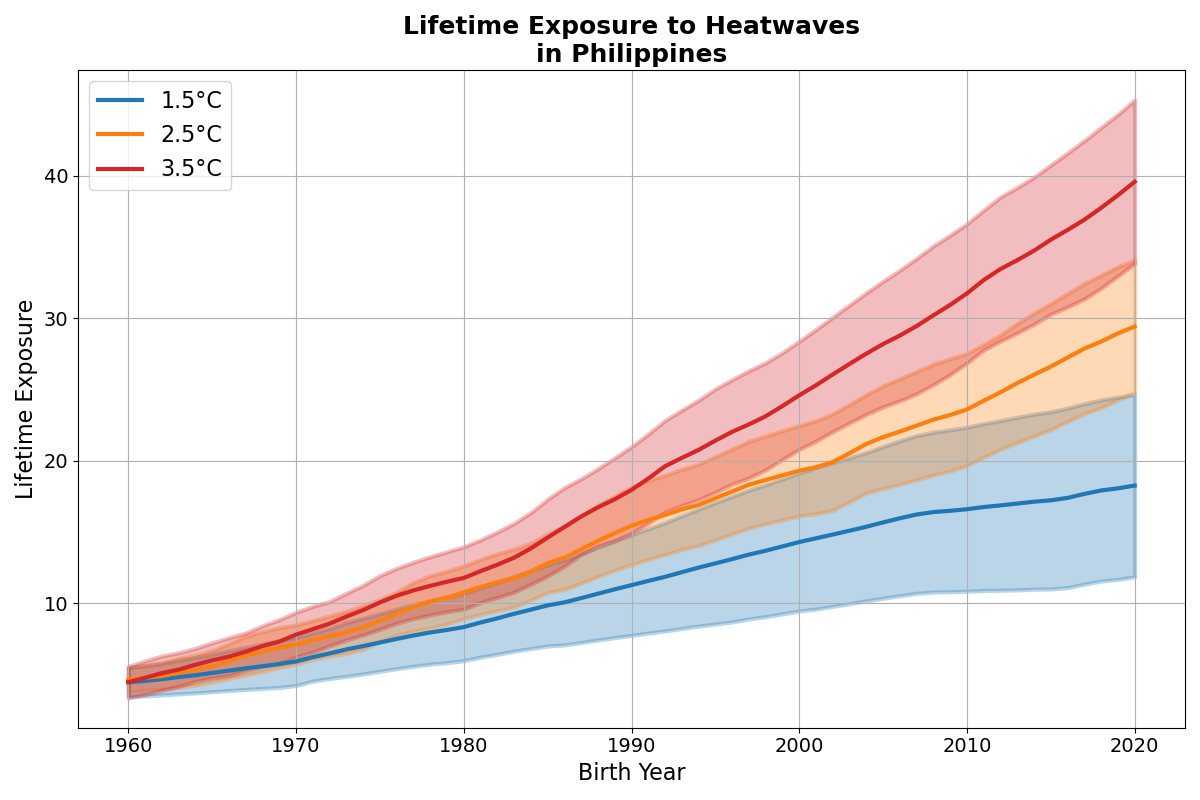 Lifetime Exposure to Heatwaves
in Philippines
1.5°C
2.5°C
3.5°C
Lifetime Exposure
40
30
20
10
1960 1970 1980 1990 2000 2010 2020
Birth Year